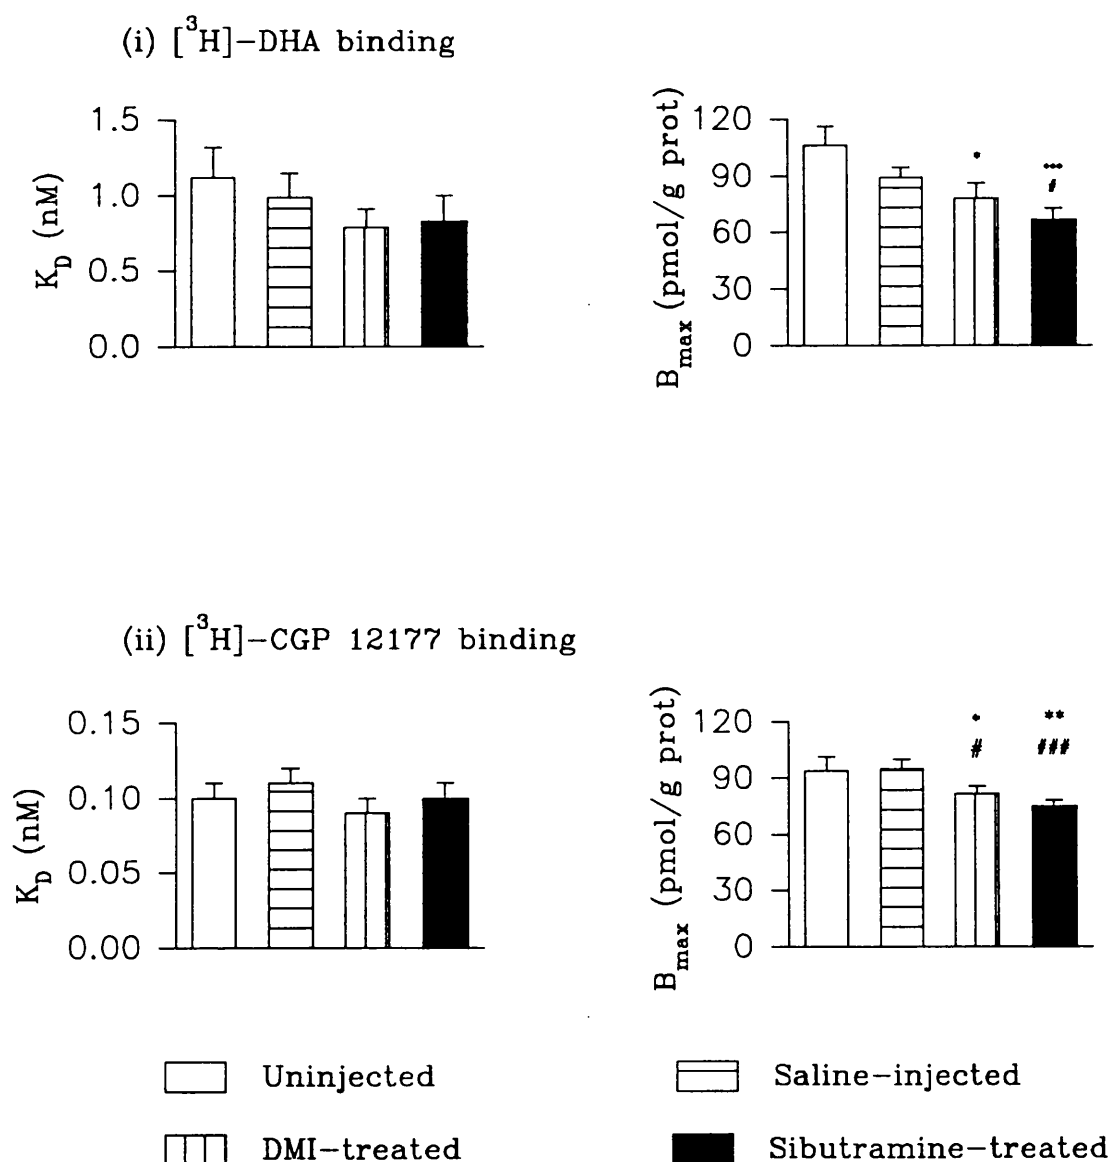 (i) [³H]-DHA binding
K_D (nM)
1.5
1.0
0.5
0.0
B_max (pmol/g prot)
120
90
60
30
0
*
***
#
(ii) [³H]-CGP 12177 binding
K_D (nM)
0.15
0.10
0.05
0.00
B_max (pmol/g prot)
120
90
60
30
0
* **
# ###
Uninjected
Saline-injected
DMI-treated
Sibutramine-treated